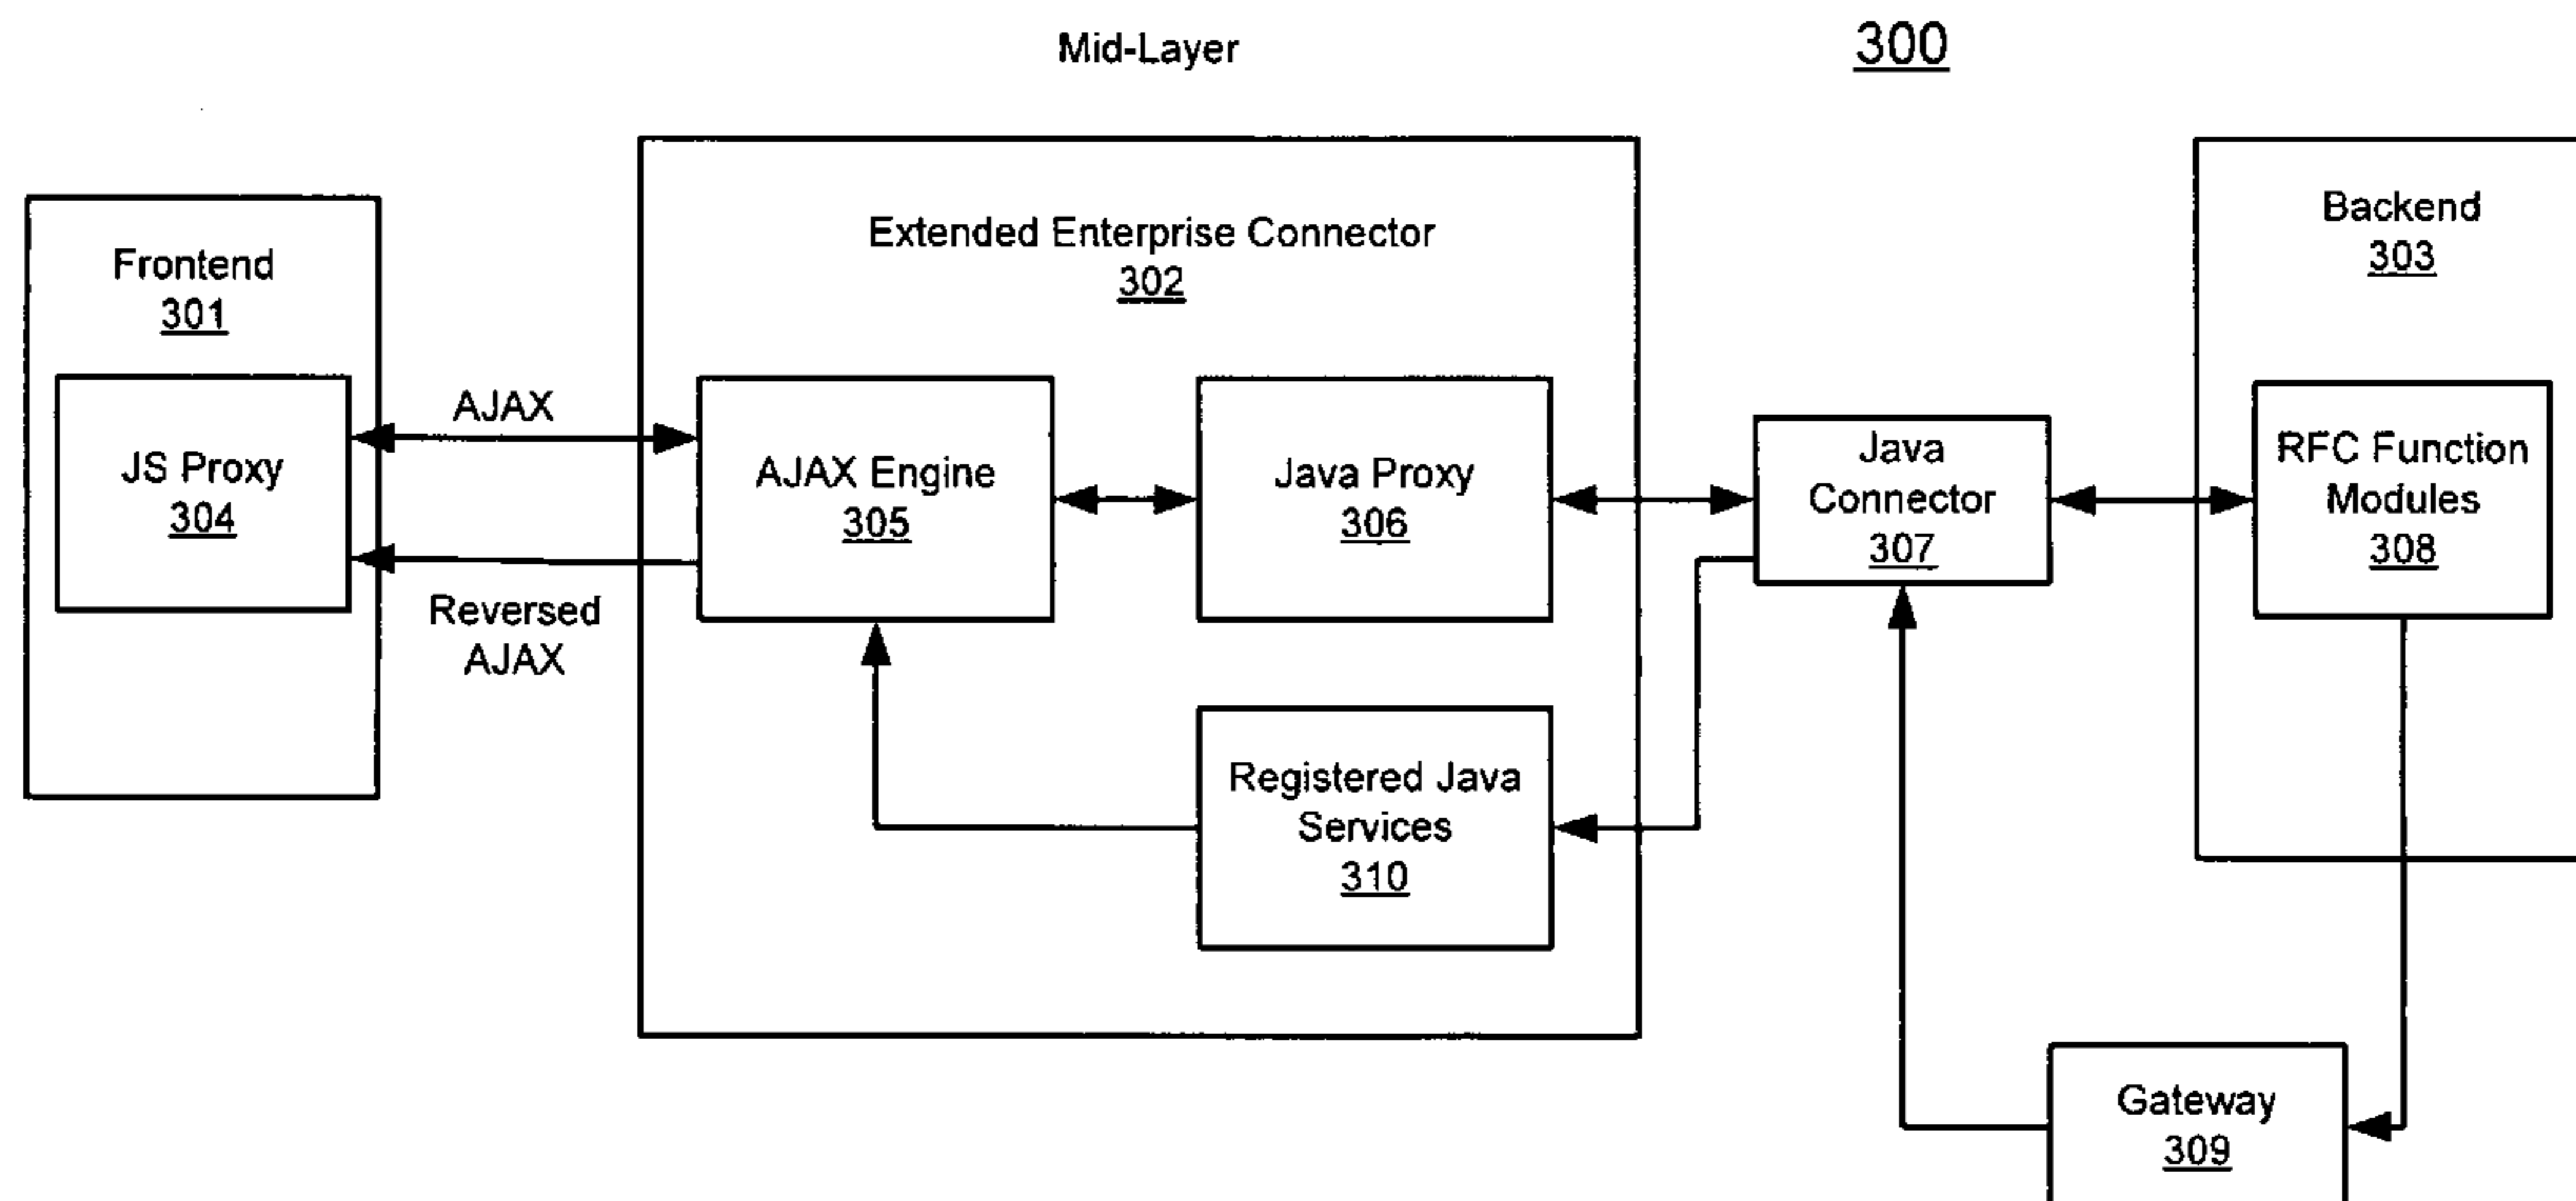 Mid-Layer
300
Frontend
301
JS Proxy
304
AJAX
Reversed
AJAX
Extended Enterprise Connector
302
AJAX Engine
305
Java Proxy
306
Registered Java
Services
310
Java
Connector
307
Backend
303
RFC Function
Modules
308
Gateway
309